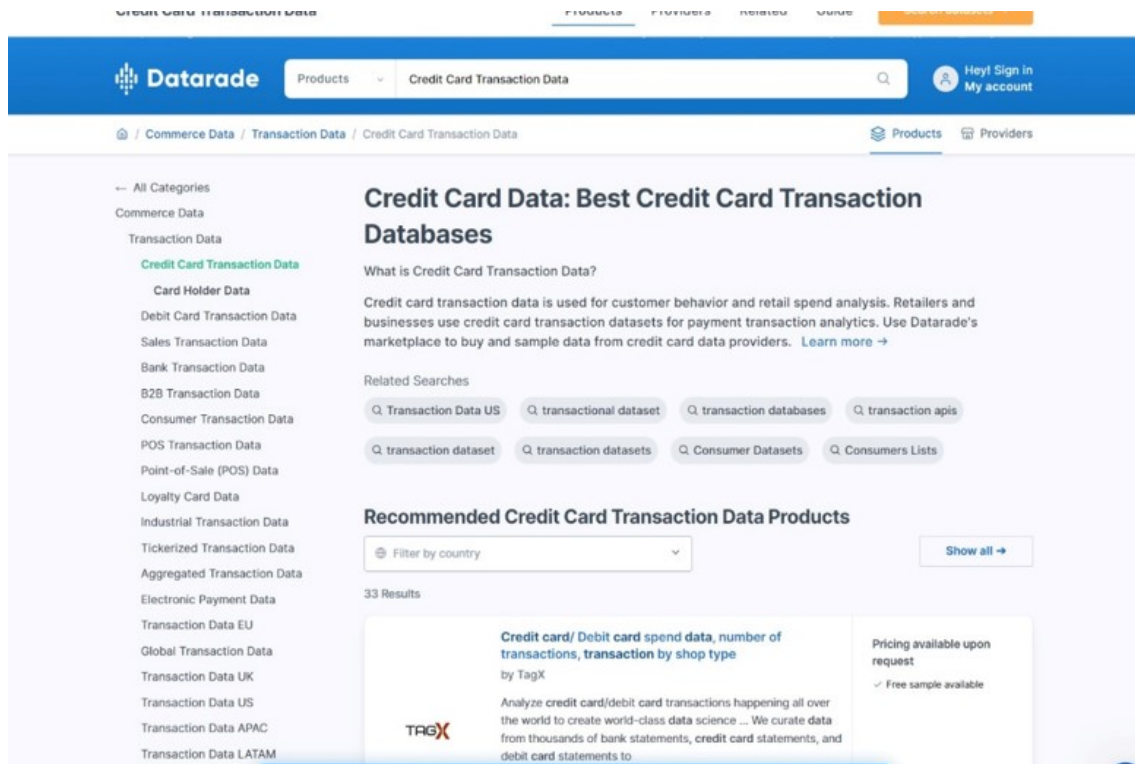 Credit Card Transaction Data
Products Providers Related Guide
Datarade
Products
Credit Card Transaction Data
Hey! Sign in
My account
/ Commerce Data / Transaction Data / Credit Card Transaction Data
Products Providers
← All Categories
Commerce Data
Transaction Data
Credit Card Transaction Data
Card Holder Data
Debit Card Transaction Data
Sales Transaction Data
Bank Transaction Data
B2B Transaction Data
Consumer Transaction Data
POS Transaction Data
Point-of-Sale (POS) Data
Loyalty Card Data
Industrial Transaction Data
Tickerized Transaction Data
Aggregated Transaction Data
Electronic Payment Data
Transaction Data EU
Global Transaction Data
Transaction Data UK
Transaction Data US
Transaction Data APAC
Transaction Data LATAM
Credit Card Data: Best Credit Card Transaction
Databases
What is Credit Card Transaction Data?
Credit card transaction data is used for customer behavior and retail spend analysis. Retailers and
businesses use credit card transaction datasets for payment transaction analytics. Use Datarade's
marketplace to buy and sample data from credit card data providers. Learn more →
Related Searches
Transaction Data US transactional dataset transaction databases transaction apis
transaction dataset transaction datasets Consumer Datasets Consumers Lists
Recommended Credit Card Transaction Data Products
Filter by country
Show all →
33 Results
Credit card/ Debit card spend data, number of
transactions, transaction by shop type
by TagX
Analyze credit card/debit card transactions happening all over
the world to create world-class data science ... We curate data
from thousands of bank statements, credit card statements, and
debit card statements to
TAGX
Pricing available upon
request
✓ Free sample available